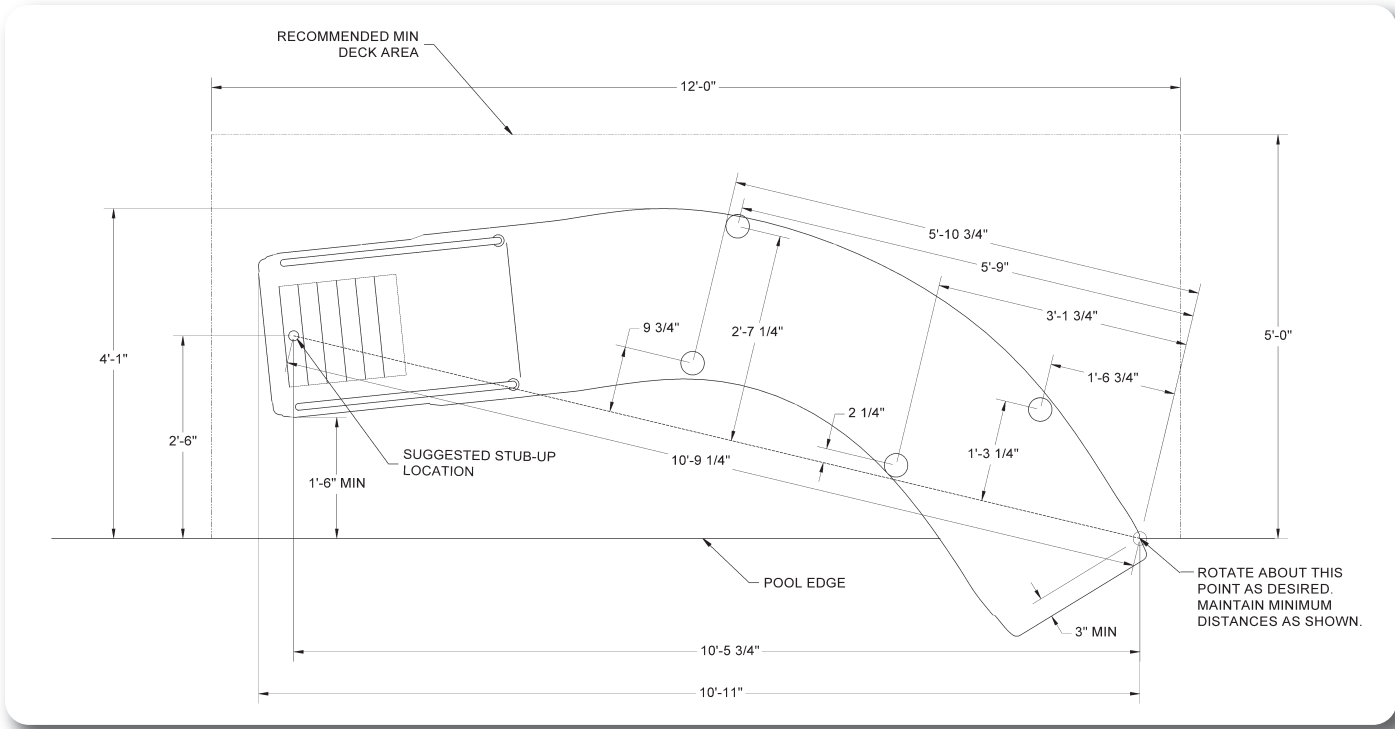 RECOMMENDED MIN
DECK AREA
12'-0"
5'-10 3/4"
5'-9"
3'-1 3/4"
9 3/4"
2'-7 1/4"
5'-0"
4'-1"
1'-6 3/4"
2 1/4"
2'-6"
1'-3 1/4"
SUGGESTED STUB-UP
LOCATION
10'-9 1/4"
1'-6" MIN
POOL EDGE
ROTATE ABOUT THIS
POINT AS DESIRED.
MAINTAIN MINIMUM
DISTANCES AS SHOWN.
3" MIN
10'-5 3/4"
10'-11"